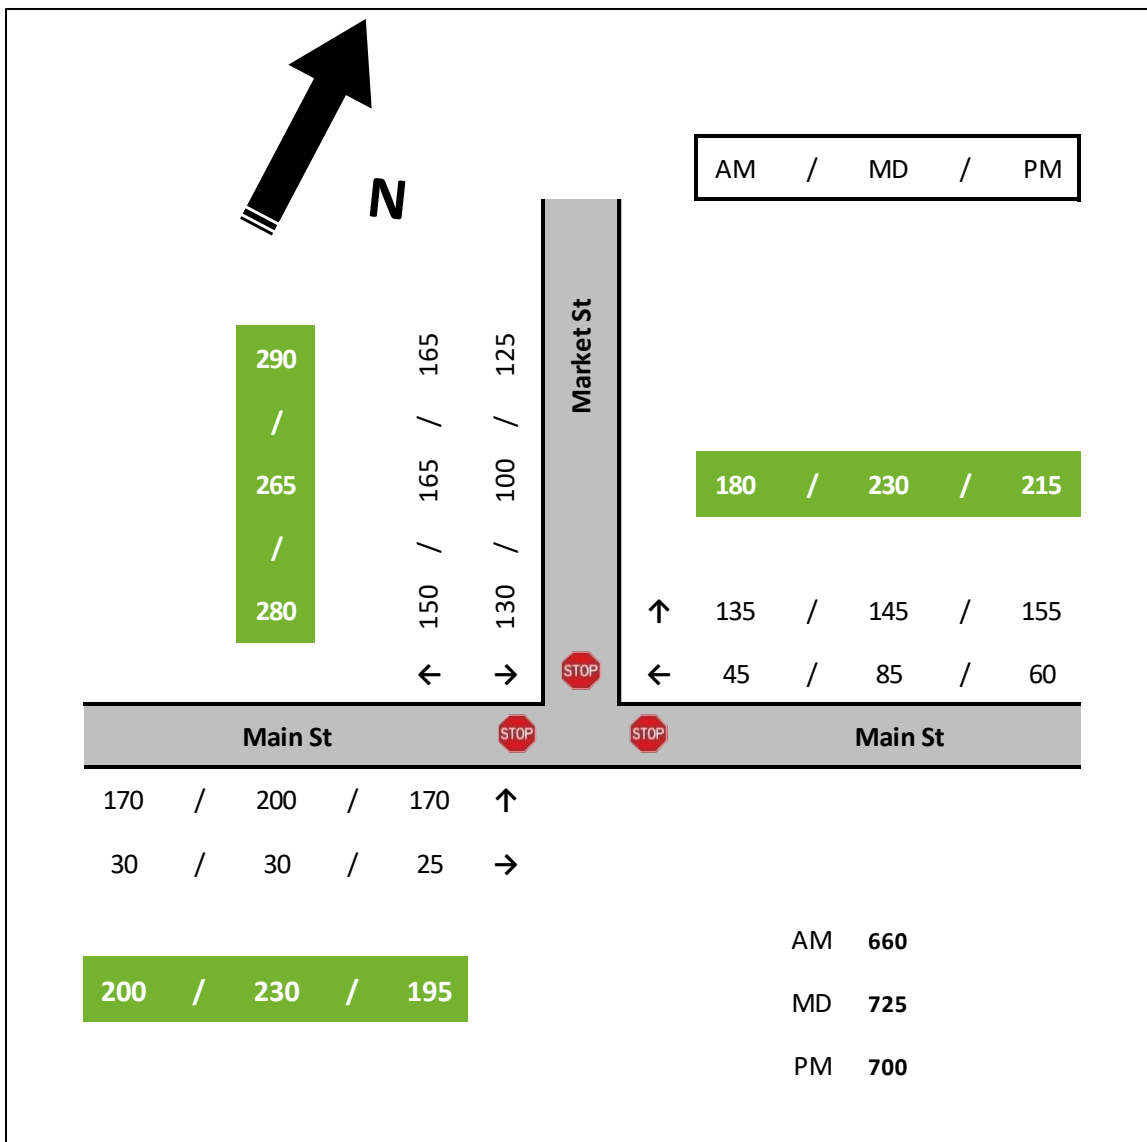 N
AM / MD / PM
Market St
290
/
265
/
280
165 / 165 / 150
125 / 100 / 130
180 / 230 / 215
↑ 135 / 145 / 155
← → STOP ← 45 / 85 / 60
Main St STOP STOP Main St
170 / 200 / 170 ↑
30 / 30 / 25 →
AM 660
200 / 230 / 195
MD 725
PM 700